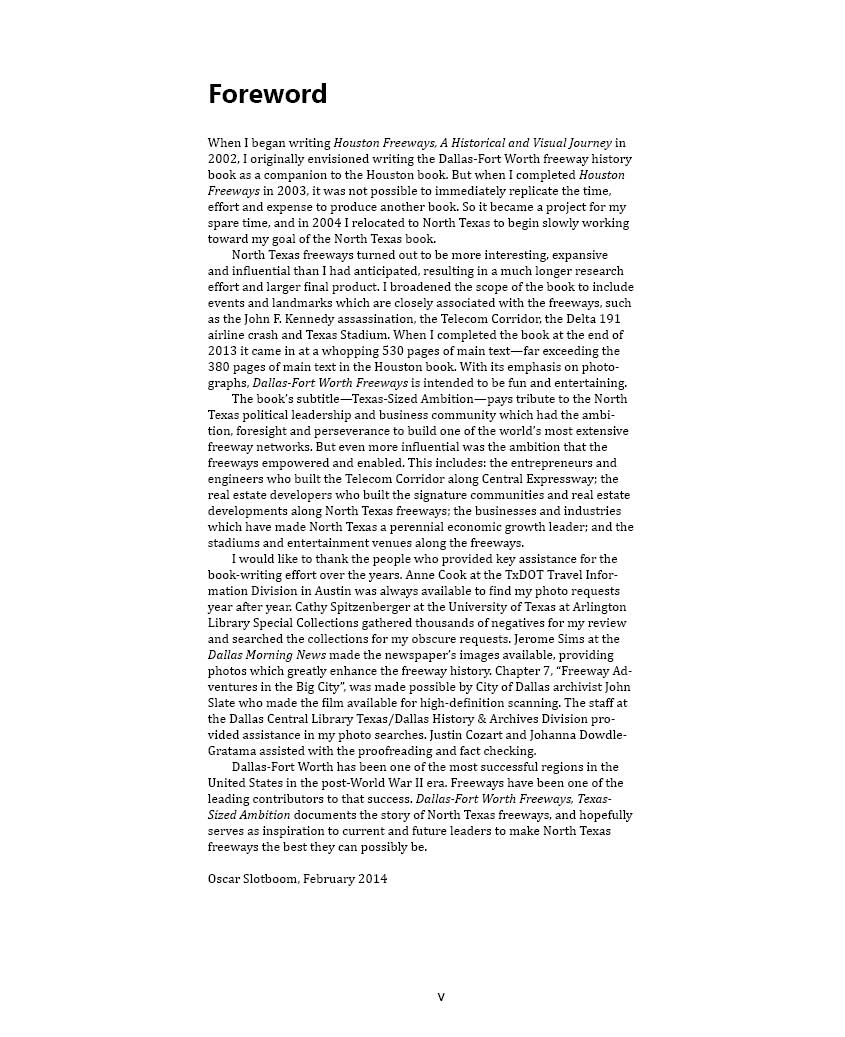 Foreword
When I began writing Houston Freeways, A Historical and Visual Journey in
2002, I originally envisioned writing the Dallas-Fort Worth freeway history
book as a companion to the Houston book. But when I completed Houston
Freeways in 2003, it was not possible to immediately replicate the time,
effort and expense to produce another book. So it became a project for my
spare time, and in 2004 I relocated to North Texas to begin slowly working
toward my goal of the North Texas book.
North Texas freeways turned out to be more interesting, expansive
and influential than I had anticipated, resulting in a much longer research
effort and larger final product. I broadened the scope of the book to include
events and landmarks which are closely associated with the freeways, such
as the John F. Kennedy assassination, the Telecom Corridor, the Delta 191
airline crash and Texas Stadium. When I completed the book at the end of
2013 it came in at a whopping 530 pages of main text—far exceeding the
380 pages of main text in the Houston book. With its emphasis on photo-
graphs, Dallas-Fort Worth Freeways is intended to be fun and entertaining.
The book’s subtitle—Texas-Sized Ambition—pays tribute to the North
Texas political leadership and business community which had the ambi-
tion, foresight and perseverance to build one of the world’s most extensive
freeway networks. But even more influential was the ambition that the
freeways empowered and enabled. This includes: the entrepreneurs and
engineers who built the Telecom Corridor along Central Expressway; the
real estate developers who built the signature communities and real estate
developments along North Texas freeways; the businesses and industries
which have made North Texas a perennial economic growth leader; and the
stadiums and entertainment venues along the freeways.
I would like to thank the people who provided key assistance for the
book-writing effort over the years. Anne Cook at the TxDOT Travel Infor-
mation Division in Austin was always available to find my photo requests
year after year. Cathy Spitzenberger at the University of Texas at Arlington
Library Special Collections gathered thousands of negatives for my review
and searched the collections for my obscure requests. Jerome Sims at the
Dallas Morning News made the newspaper’s images available, providing
photos which greatly enhance the freeway history. Chapter 7, “Freeway Ad-
ventures in the Big City”, was made possible by City of Dallas archivist John
Slate who made the film available for high-definition scanning. The staff at
the Dallas Central Library Texas/Dallas History & Archives Division pro-
vided assistance in my photo searches. Justin Cozart and Johanna Dowdle-
Gratama assisted with the proofreading and fact checking.
Dallas-Fort Worth has been one of the most successful regions in the
United States in the post-World War II era. Freeways have been one of the
leading contributors to that success. Dallas-Fort Worth Freeways, Texas-
Sized Ambition documents the story of North Texas freeways, and hopefully
serves as inspiration to current and future leaders to make North Texas
freeways the best they can possibly be.
Oscar Slotboom, February 2014
v